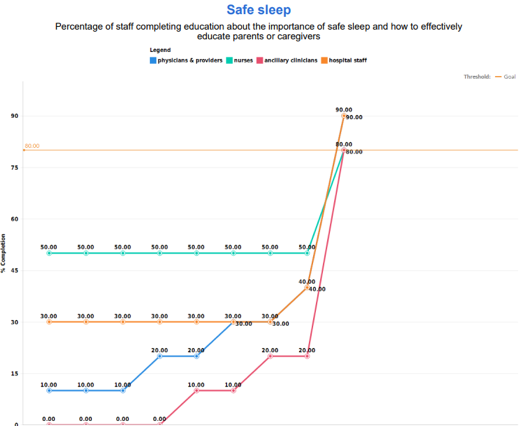 Safe sleep
Percentage of staff completing education about the importance of safe sleep and how to effectively
educate parents or caregivers
Legend
physicians & providers nurses ancilliary clinicians hospital staff
Threshold: Goal
90.00
90.00
90
80.00
80.00
80.00
75
60
50.00 50.00 50.00 50.00 50.00 50.00 50.00 50.00
% Completion
45
40.00
40.00
30.00 30.00 30.00 30.00 30.00 30.00 30.00
30
30.00 30.00
20.00 20.00 20.00 20.00
15
10.00 10.00 10.00 10.00 10.00
0.00 0.00 0.00 0.00
0